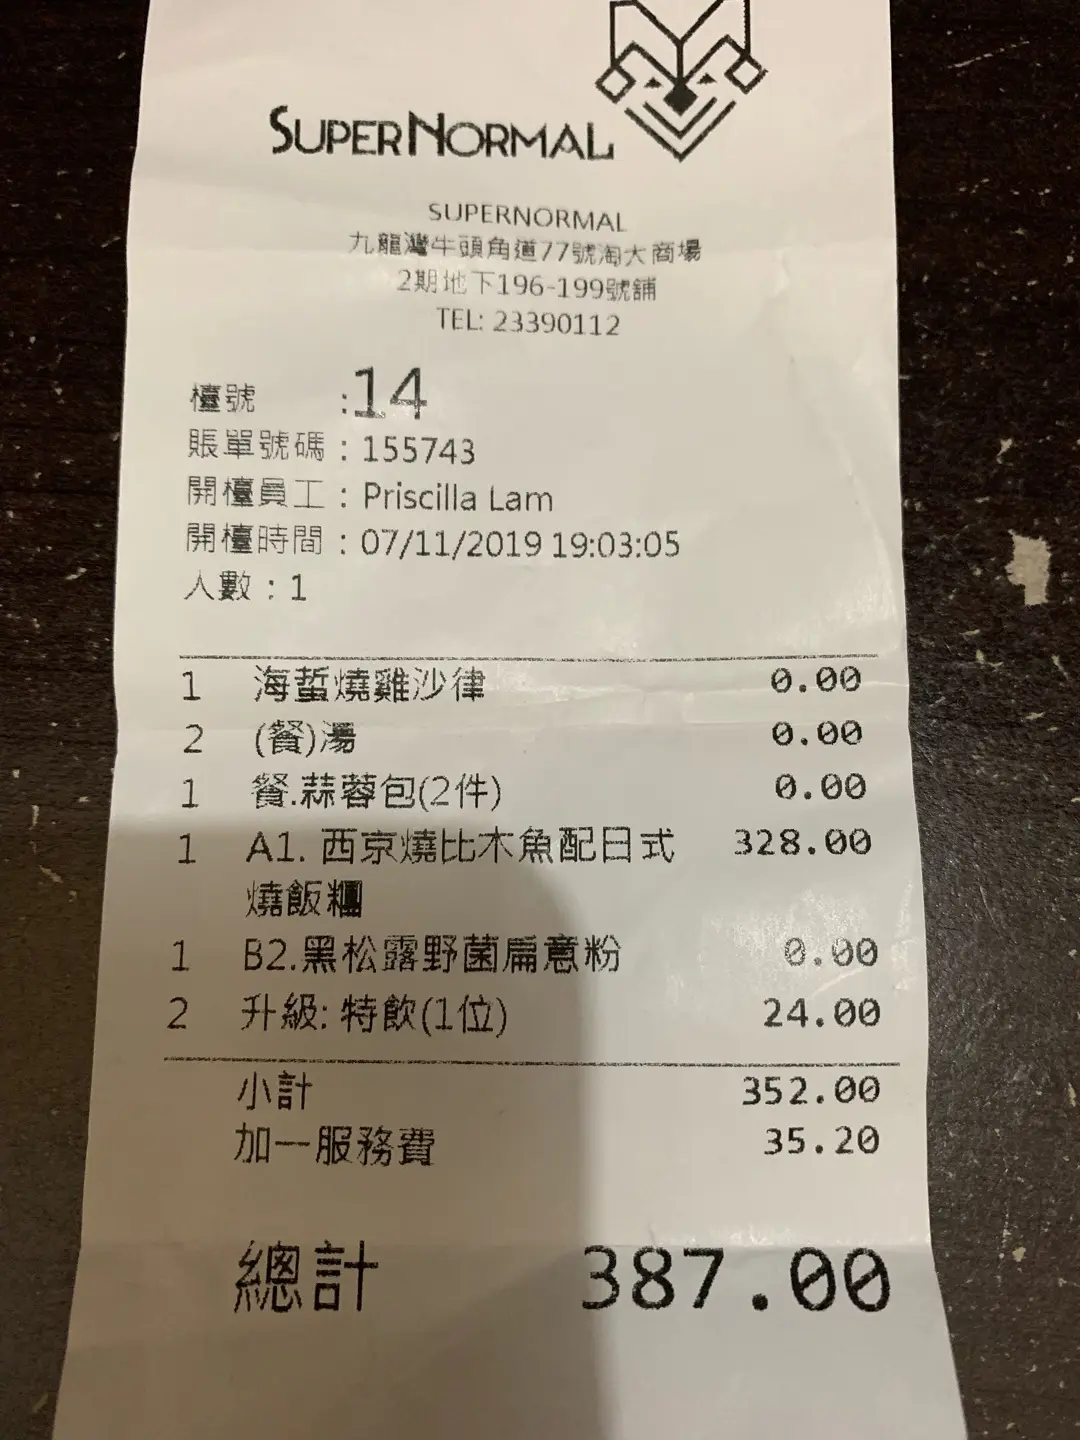 SUPERNORMAL
SUPERNORMAL
九龍灣牛頭角道77號淘大商場
2期地下196-199號舖
TEL: 23390112
檯號 :14
賬單號碼 : 155743
開檯員工 : Priscilla Lam
開檯時間 : 07/11/2019 19:03:05
人數 : 1
1 海蜇燒雞沙律 0.00
2 (餐)湯 0.00
1 餐.蒜蓉包(2件) 0.00
1 A1. 西京燒比木魚配日式 328.00
燒飯糰
1 B2.黑松露野菌扁意粉 0.00
2 升級: 特飲(1位) 24.00
小計 352.00
加一服務費 35.20
總計 387.00